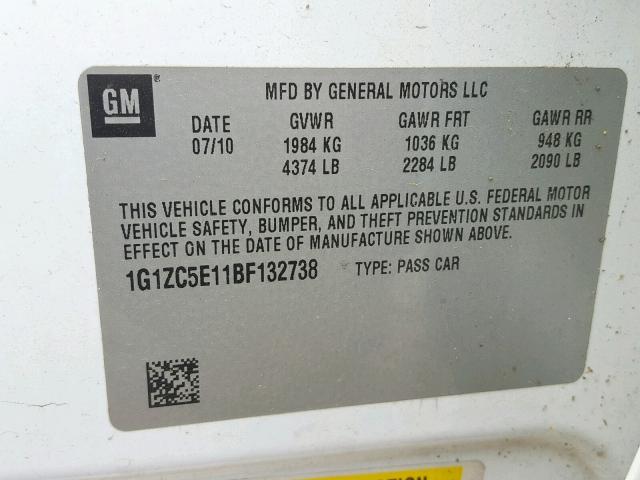 GM
MFD BY GENERAL MOTORS LLC
DATE GVWR GAWR FRT GAWR RR
07/10 1984 KG 1036 KG 948 KG
4374 LB 2284 LB 2090 LB
THIS VEHICLE CONFORMS TO ALL APPLICABLE U.S. FEDERAL MOTOR
VEHICLE SAFETY, BUMPER, AND THEFT PREVENTION STANDARDS IN
EFFECT ON THE DATE OF MANUFACTURE SHOWN ABOVE.
1G1ZC5E11BF132738 TYPE: PASS CAR